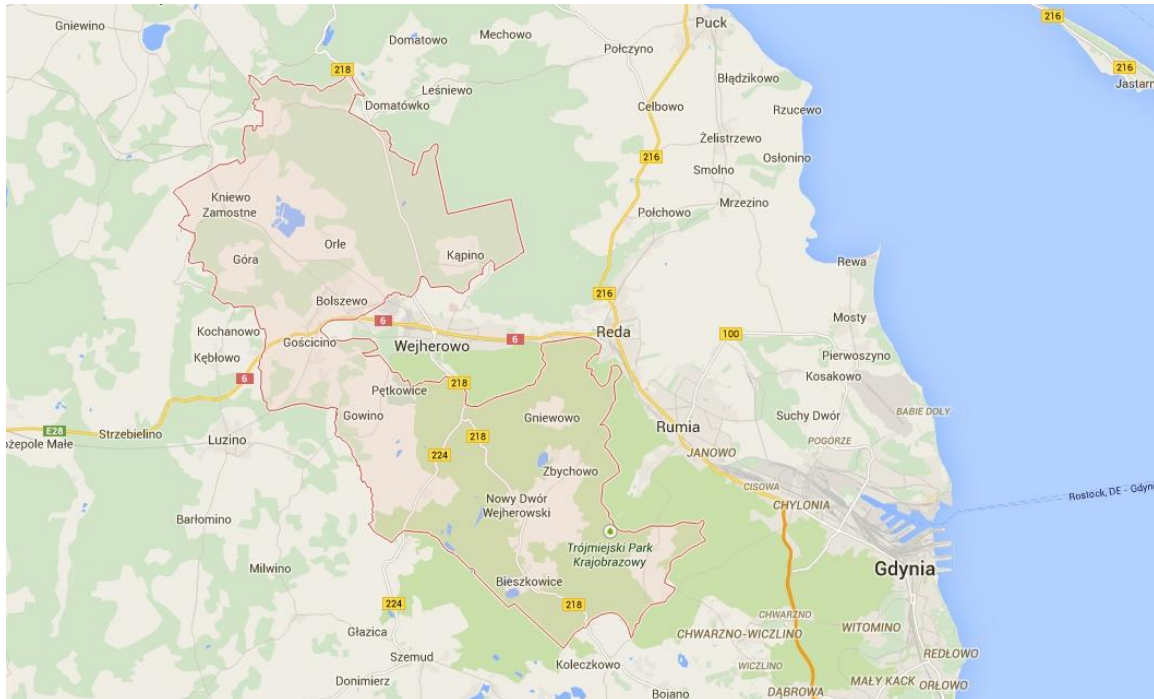 Gniewino
Domatowo
Mechowo
Puck
216
216
Połczyno
218
Leśniewo
Błądzikowo
Jastarnia
Domatówko
Celbowo
Rzucewo
Żelistrzewo
216
Osłonino
Smolno
Kniewo
Zamostne
Połchowo
Mrzezino
Orle
Góra
Kąpino
Rewa
Bolszewo
216
Mosty
Kochanowo
6
Reda
100
Gościcino
Wejherowo
6
Kębłowo
Pierwoszyno
6
Pętkowice
218
Kosakowo
Gowino
Gniewowo
Suchy Dwór
BABIE DOŁY
E28
Strzebielino
ożepole Małe
Luzino
218
Rumia
POGÓRZE
224
JANOWO
Zbychowo
CISOWA
Nowy Dwór
Wejherowski
CHYLONIA
Rostock, DE - Gdyn
Barłomino
Trójmiejski Park
Krajobrazowy
Milwino
Gdynia
Bieszkowice
224
218
CHWARZNO
Głazica
CHWARZNO-WICZLINO
WITOMINO
Szemud
Koleczkowo
WICZLINO
REDŁOWO
Donimierz
MAŁY KACK
ORŁOWO
Bojano
DĄBROWA